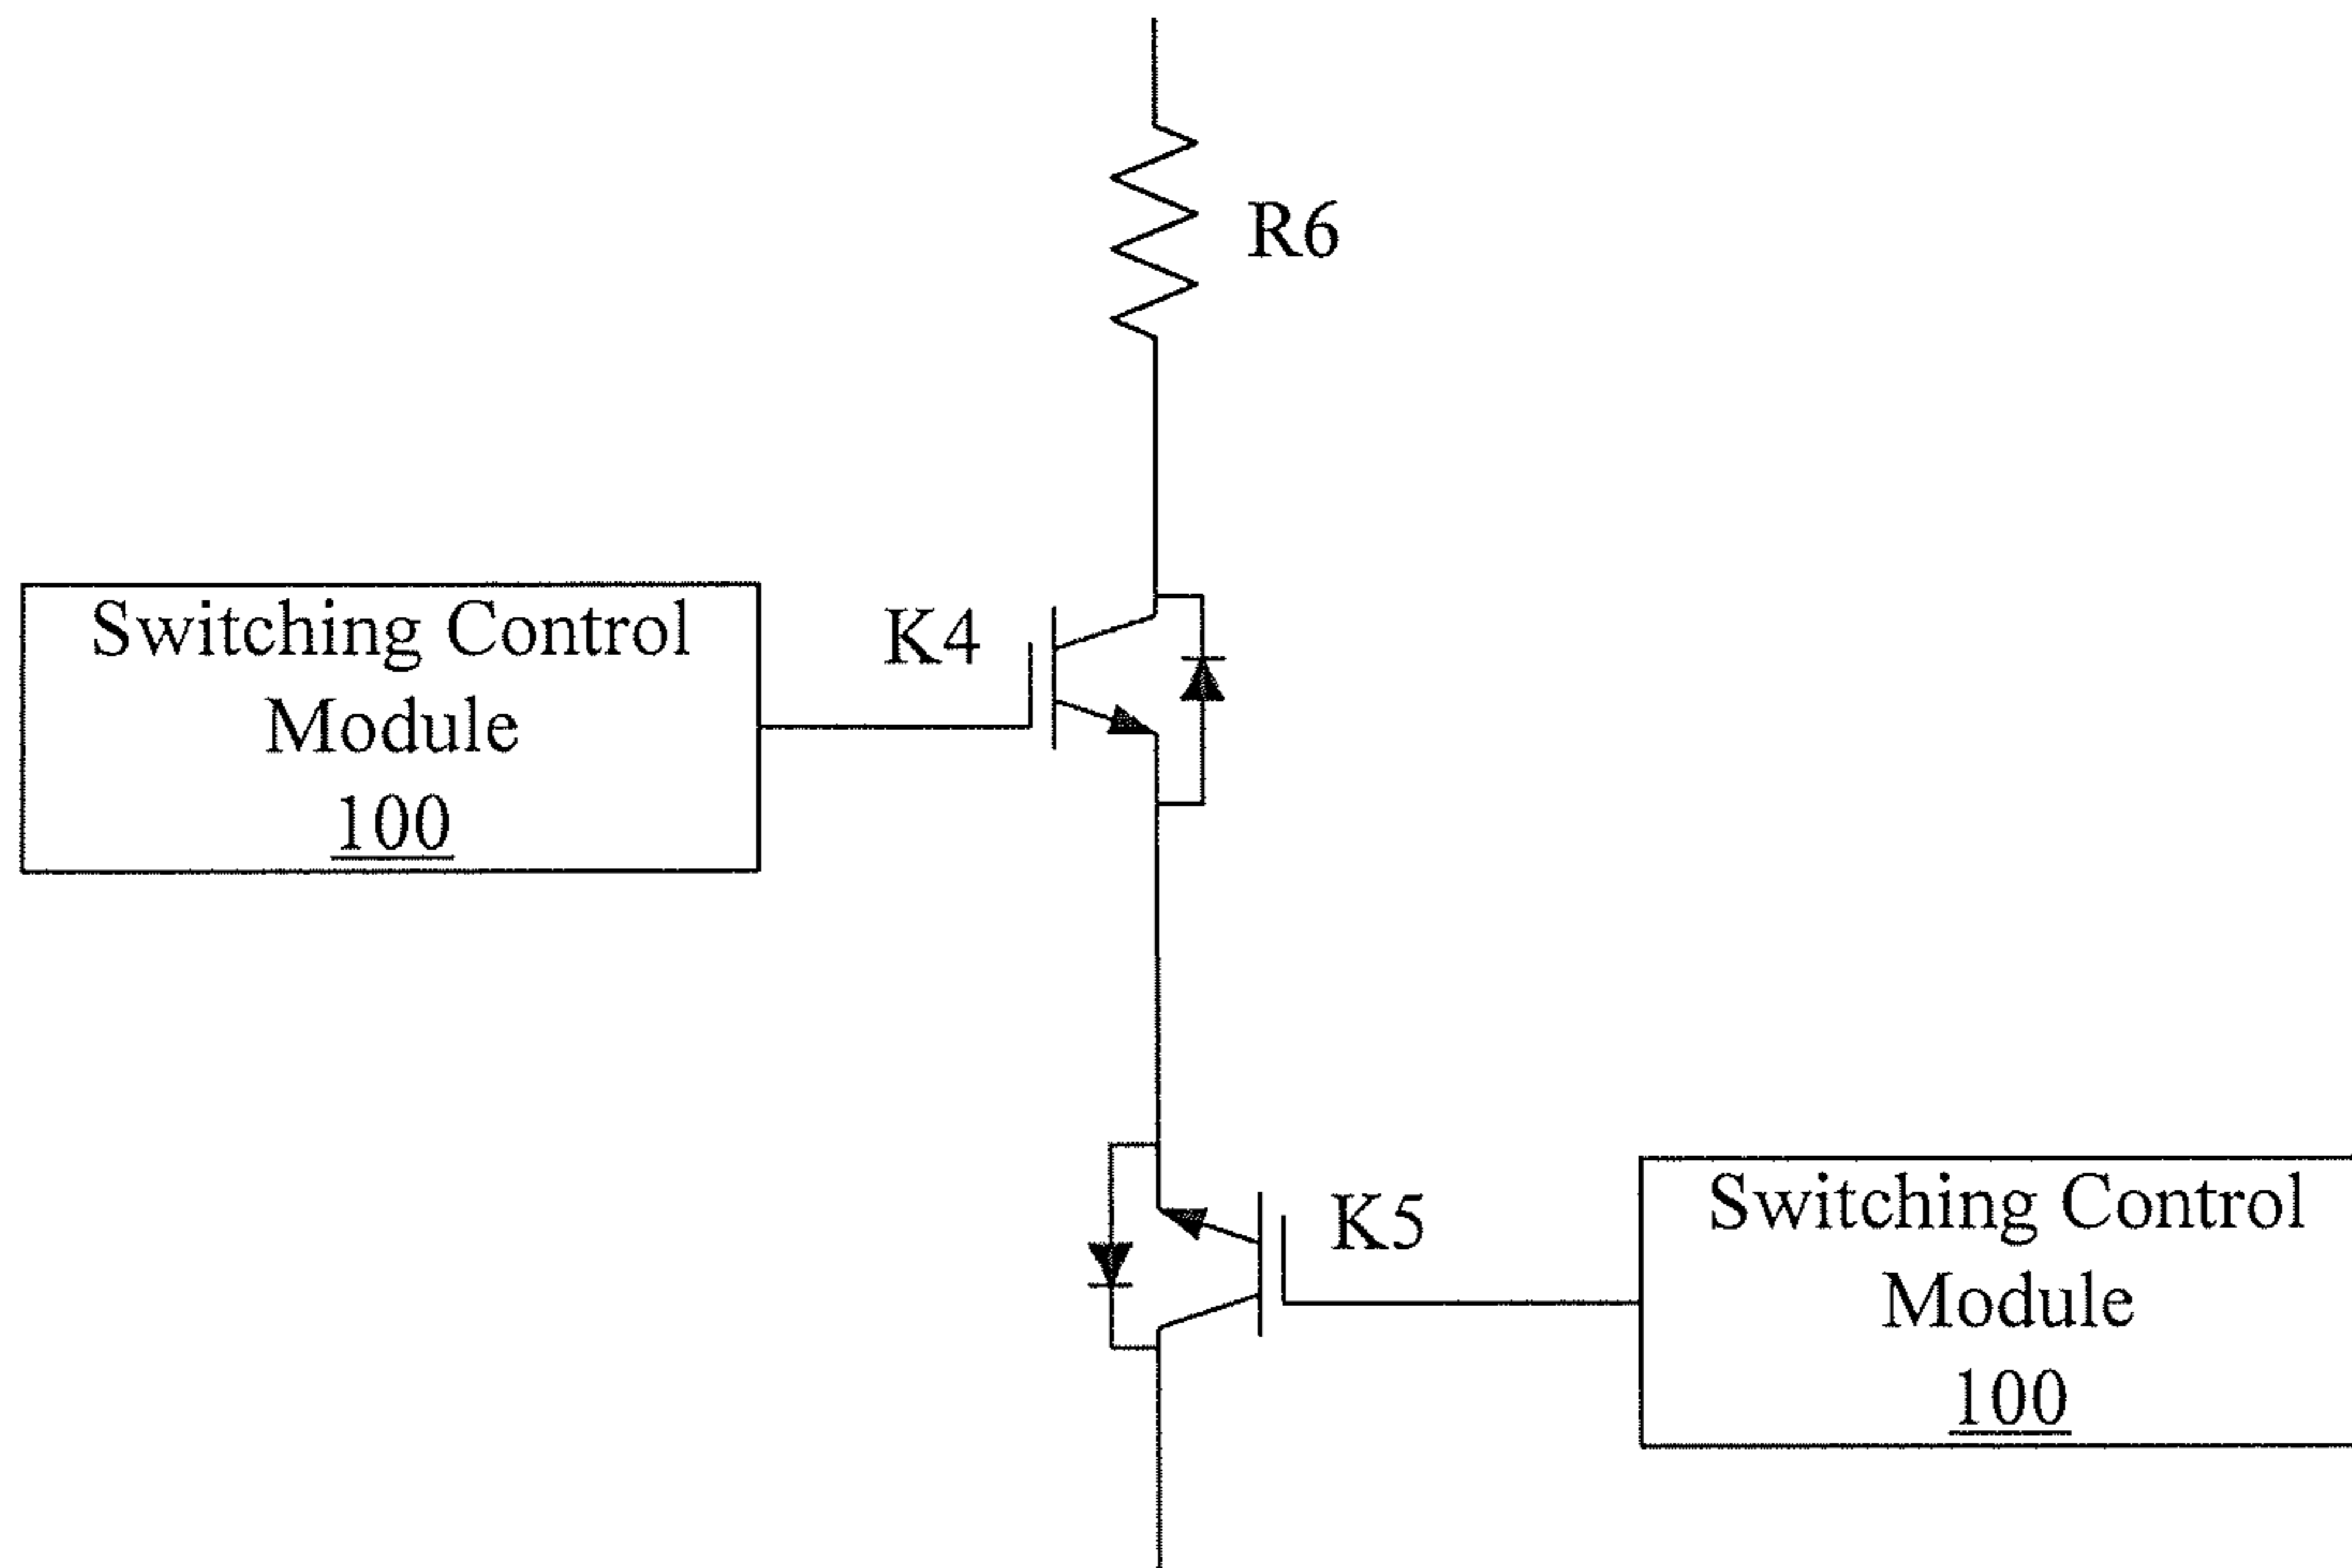 R6
Switching Control
Module
100
K4
K5
Switching Control
Module
100